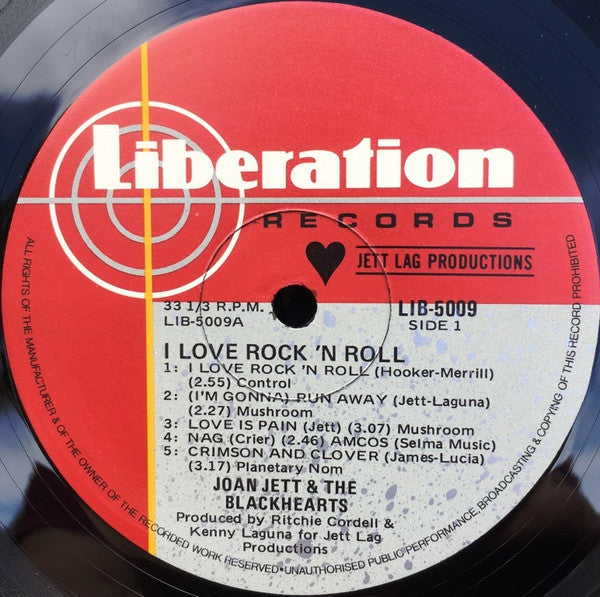 Liberation
RECORDS
JETT LAG PRODUCTIONS
33 1/3 R.P.M.
LIB-5009A
LIB-5009
SIDE 1
I LOVE ROCK 'N ROLL
1: I LOVE ROCK 'N ROLL (Hooker-Merrill)
(2.55) Control
2: (I'M GONNA) RUN AWAY (Jett-Laguna)
(2.27) Mushroom
3: LOVE IS PAIN (Jett) (3.07) Mushroom
4: NAG (Crier) (2.46) AMCOS (Selma Music)
5: CRIMSON AND CLOVER (James-Lucia)
(3.17) Planetary Nom
JOAN JETT & THE
BLACKHEARTS
Produced by Ritchie Cordell &
Kenny Laguna for Jett Lag
Productions
ALL RIGHTS OF THE MANUFACTURER & OF THE OWNER OF THE RECORDED WORK RESERVED - UNAUTHORISED PUBLIC PERFORMANCE, BROADCASTING & COPYING OF THIS RECORD PROHIBITED